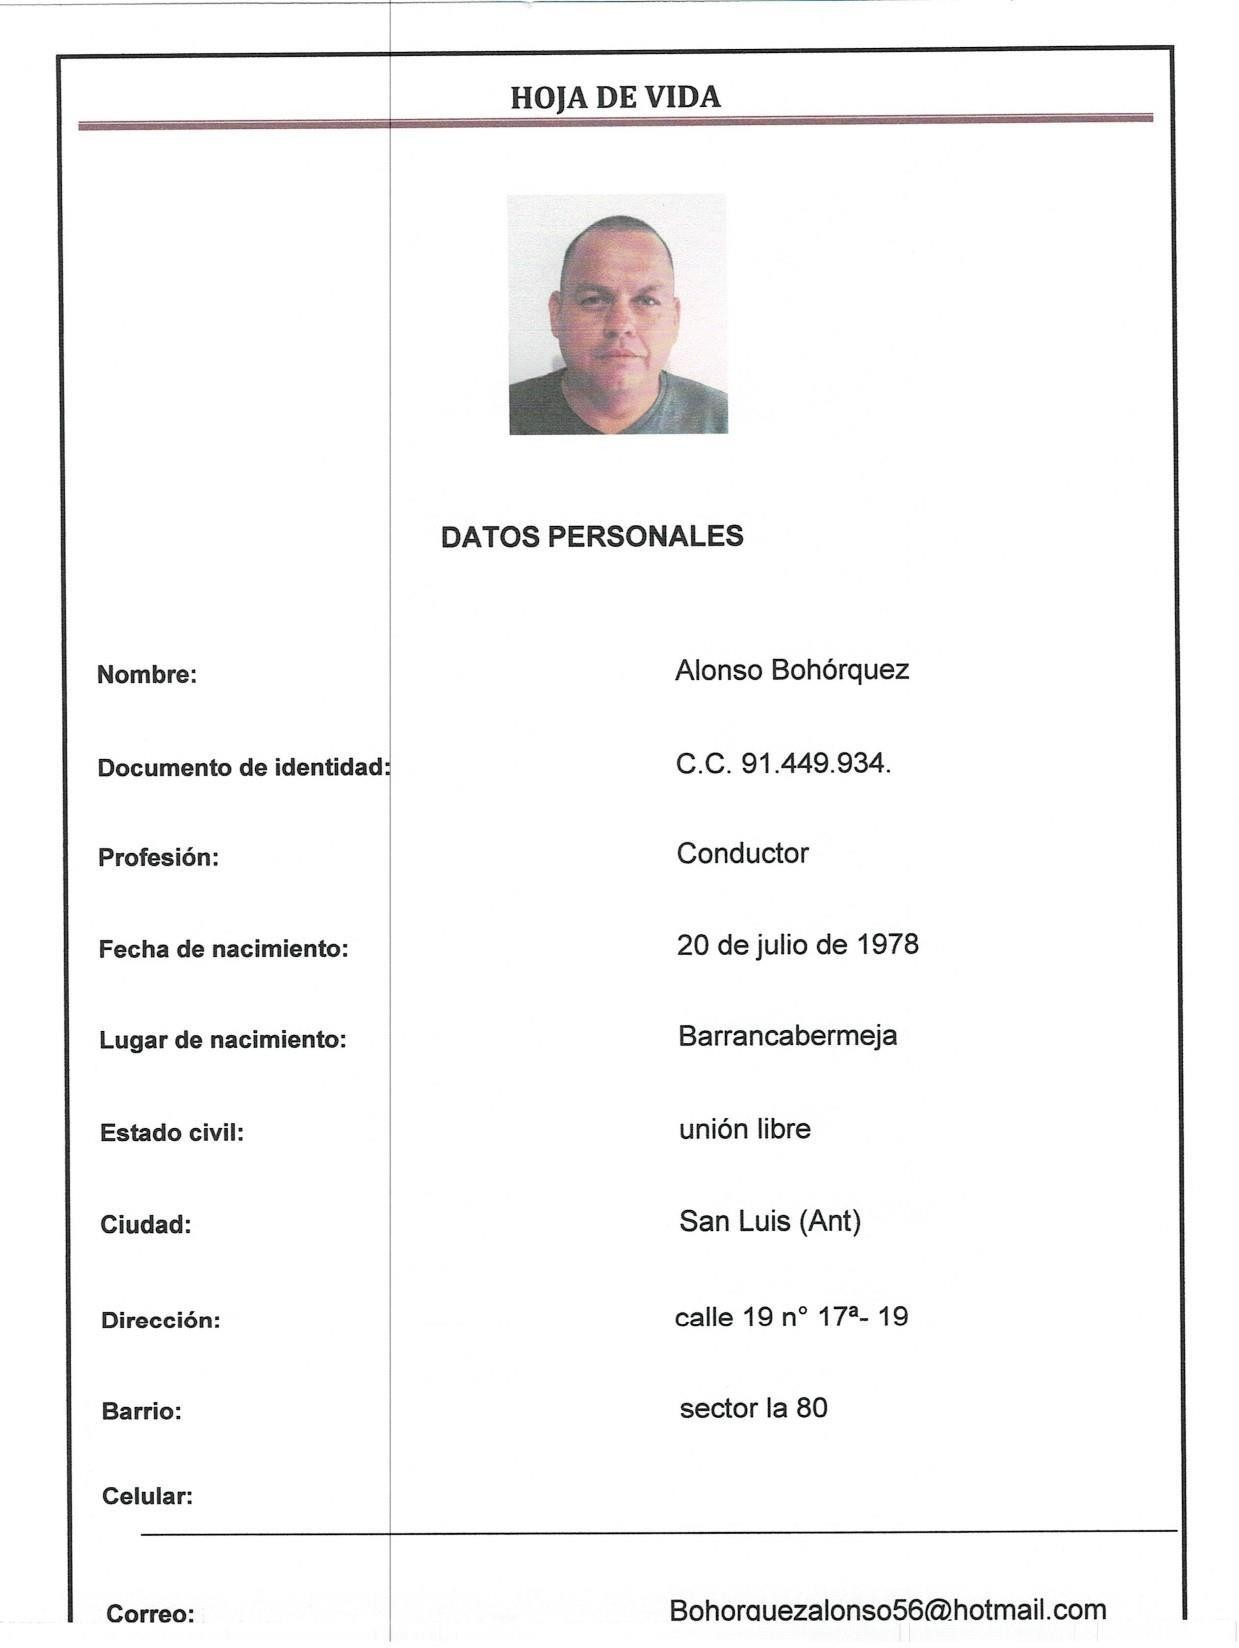 HOJA DE VIDA
DATOS PERSONALES
Nombre: Alonso Bohórquez
Documento de identidad: C.C. 91.449.934.
Profesión: Conductor
Fecha de nacimiento: 20 de julio de 1978
Lugar de nacimiento: Barrancabermeja
Estado civil: unión libre
Ciudad: San Luis (Ant)
Dirección: calle 19 n° 17ª- 19
Barrio: sector la 80
Celular:
Correo: Bohorquezalonso56@hotmail.com